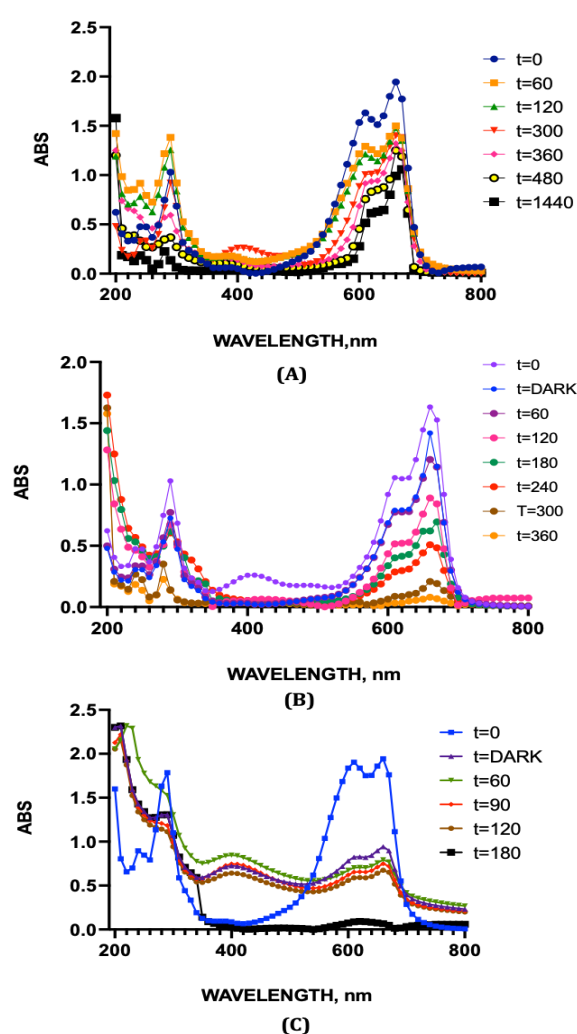 2.5
2.0
1.5
1.0
0.5
0.0
ABS
200
400
600
800
WAVELENGTH,nm
t=0
t=60
t=120
t=300
t=360
t=480
t=1440
(A)
2.0
1.5
1.0
0.5
0.0
ABS
200
400
600
800
WAVELENGTH, nm
t=0
t=DARK
t=60
t=120
t=180
t=240
T=300
t=360
(B)
2.5
2.0
1.5
1.0
0.5
0.0
ABS
200
400
600
800
WAVELENGTH, nm
t=0
t=DARK
t=60
t=90
t=120
t=180
(C)